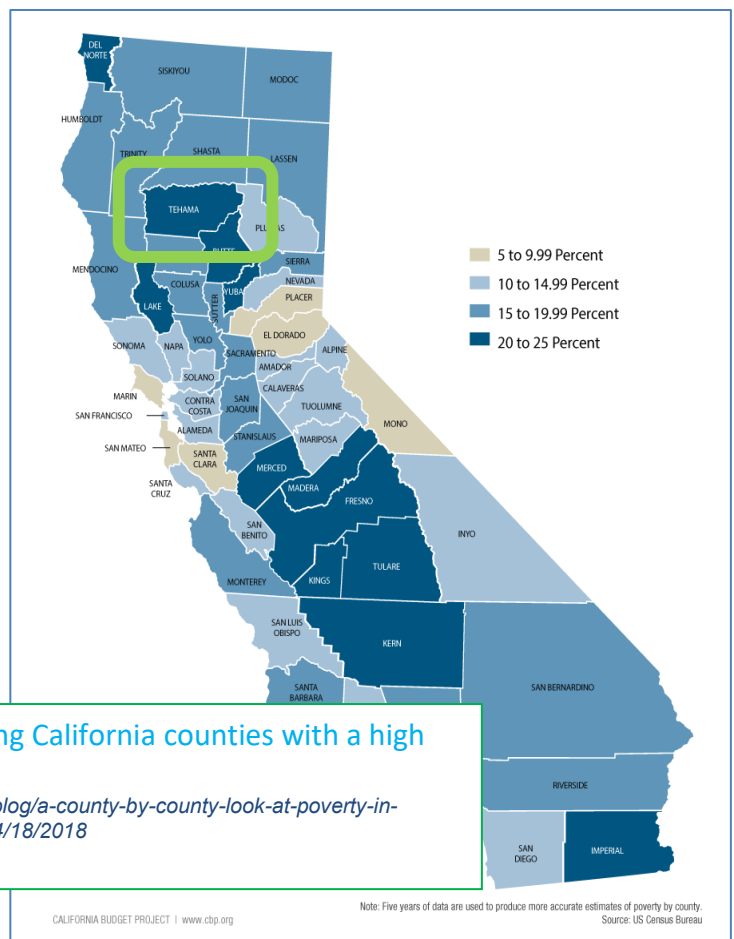 DEL
NORTE
SISKIYOU
MODOC
HUMBOLDT
TRINITY
SHASTA
LASSEN
TEHAMA
PLUMAS
BUTTE
MENDOCINO
SIERRA
COLUSA
NEVADA
LAKE
SUTTER
YUBA
PLACER
SONOMA
NAPA
YOLO
EL DORADO
SACRAMENTO
ALPINE
AMADOR
SOLANO
CALAVERAS
MARIN
CONTRA
COSTA
SAN
JOAQUIN
TUOLUMNE
SAN FRANCISCO
ALAMEDA
STANISLAUS
MONO
MARIPOSA
SAN MATEO
SANTA
CLARA
MERCED
SANTA
CRUZ
MADERA
FRESNO
SAN
BENITO
INYO
MONTEREY
KINGS
TULARE
SAN LUIS
OBISPO
KERN
SANTA
BARBARA
SAN BERNARDINO
RIVERSIDE
SAN
DIEGO
IMPERIAL
5 to 9.99 Percent
10 to 14.99 Percent
15 to 19.99 Percent
20 to 25 Percent
ng California counties with a high
blog/a-county-by-county-look-at-poverty-in-
4/18/2018
Note: Five years of data are used to produce more accurate estimates of poverty by county.
CALIFORNIA BUDGET PROJECT | www.cbp.org
Source: US Census Bureau